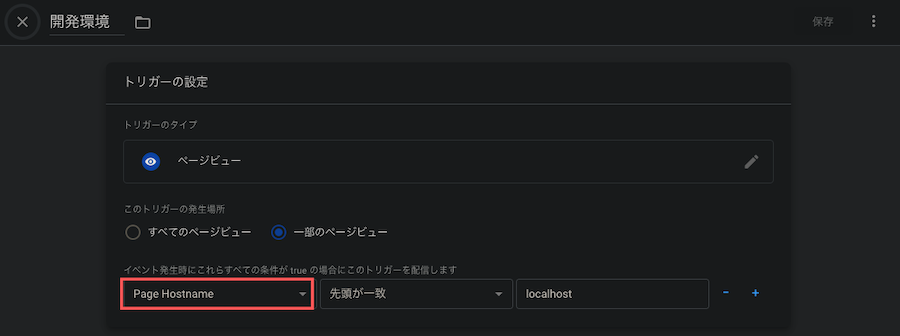 開発環境
保存
トリガーの設定
トリガーのタイプ
ページビュー
このトリガーの発生場所
すべてのページビュー 一部のページビュー
イベント発生時にこれらすべての条件が true の場合にこのトリガーを配信します
Page Hostname 先頭が一致 localhost - +